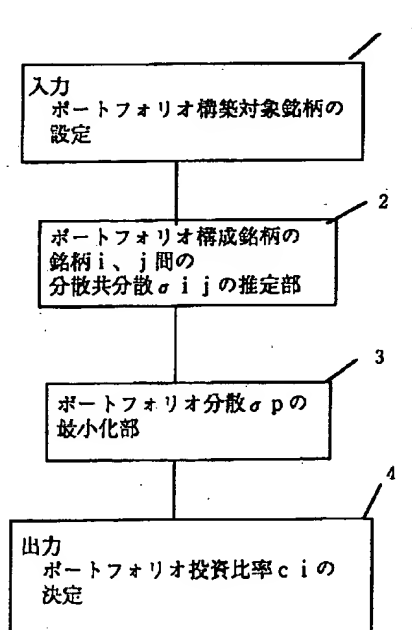 入力
ポートフォリオ構築対象銘柄の
設定
2
ポートフォリオ構成銘柄の
銘柄i、j間の
分散共分散σijの推定部
3
ポートフォリオ分散σpの
最小化部
4
出力
ポートフォリオ投資比率ciの
決定